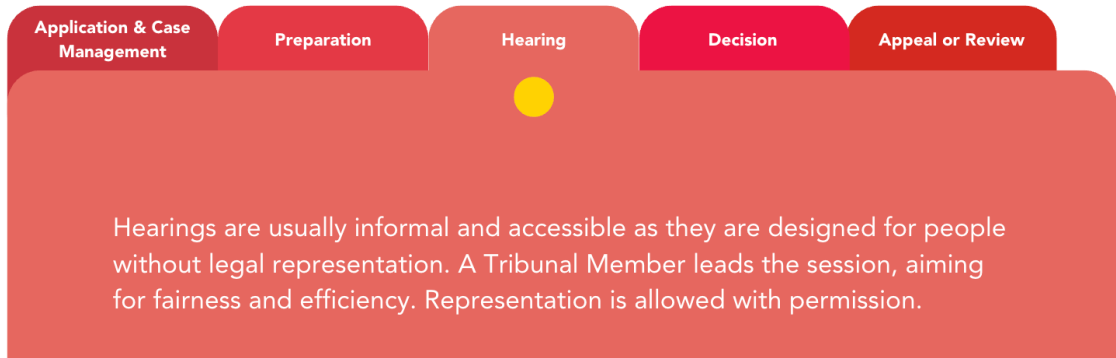 Application & Case
Management
Preparation
Hearing
Decision
Appeal or Review
Hearings are usually informal and accessible as they are designed for people
without legal representation. A Tribunal Member leads the session, aiming
for fairness and efficiency. Representation is allowed with permission.